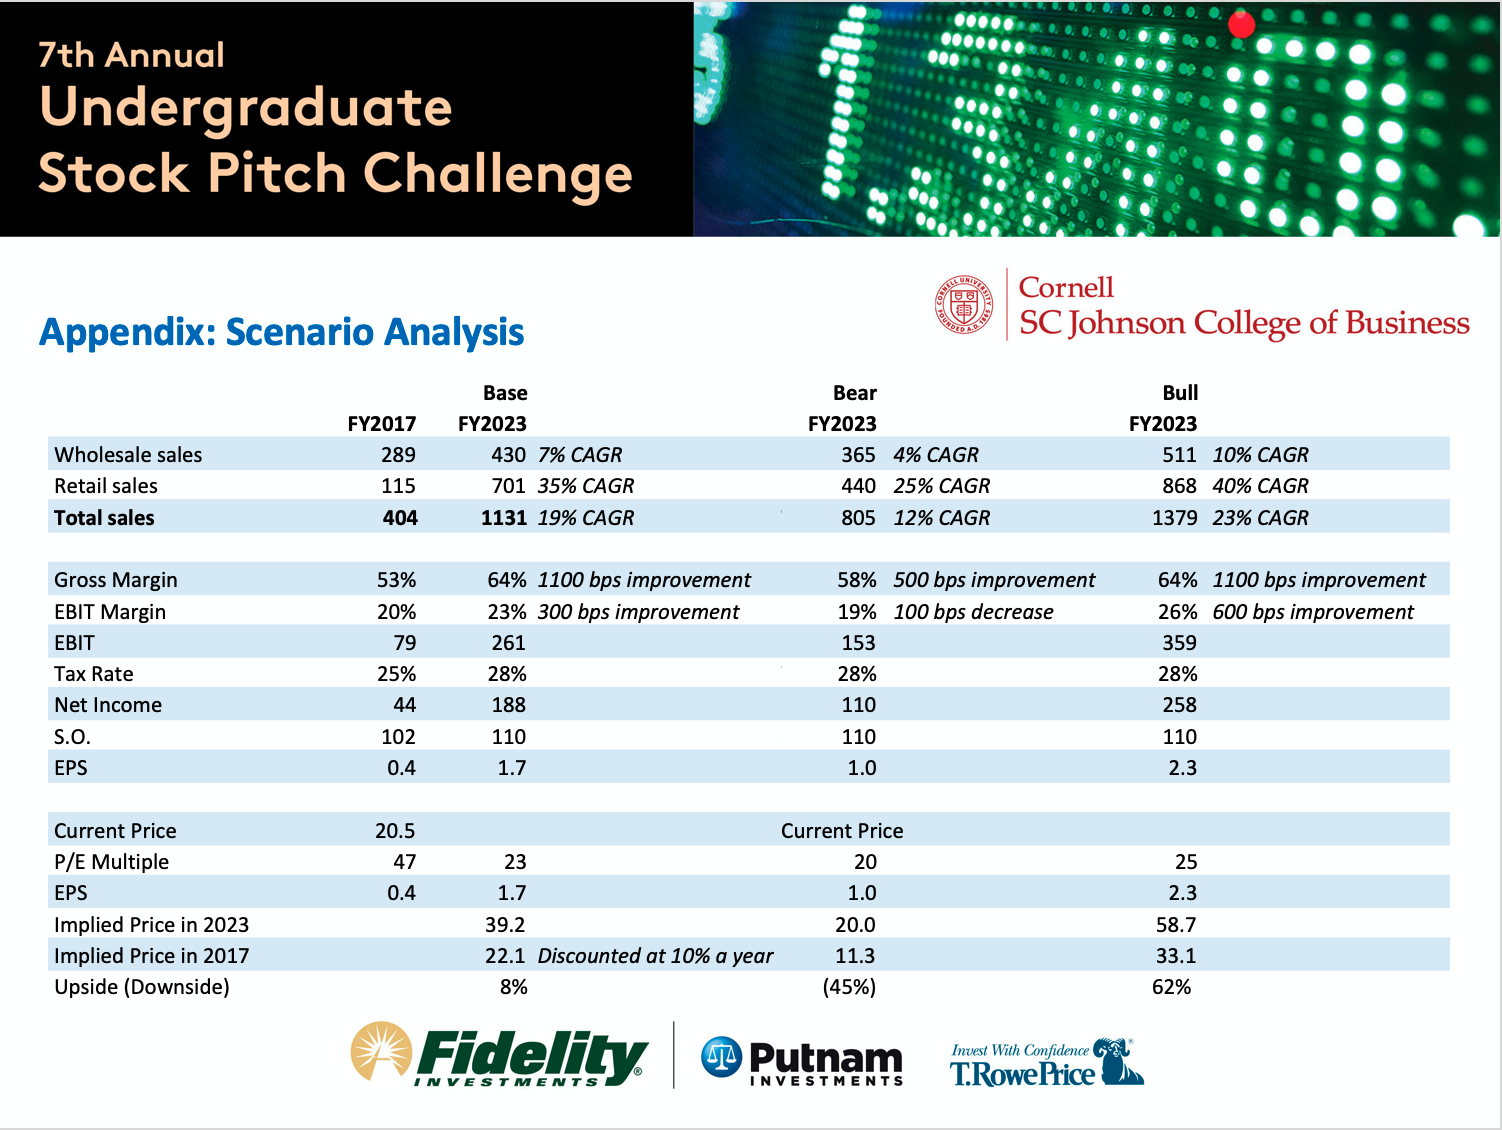 7th Annual
Undergraduate
Stock Pitch Challenge
CORNELL UNIVERSITY
FOUNDED A.D. 1865
Cornell
SC Johnson College of Business
Appendix: Scenario Analysis
Base Bear Bull
FY2017 FY2023 FY2023 FY2023
Wholesale sales 289 430 7% CAGR 365 4% CAGR 511 10% CAGR
Retail sales 115 701 35% CAGR 440 25% CAGR 868 40% CAGR
Total sales 404 1131 19% CAGR 805 12% CAGR 1379 23% CAGR
Gross Margin 53% 64% 1100 bps improvement 58% 500 bps improvement 64% 1100 bps improvement
EBIT Margin 20% 23% 300 bps improvement 19% 100 bps decrease 26% 600 bps improvement
EBIT 79 261 153 359
Tax Rate 25% 28% 28% 28%
Net Income 44 188 110 258
S.O. 102 110 110 110
EPS 0.4 1.7 1.0 2.3
Current Price 20.5 Current Price
P/E Multiple 47 23 20 25
EPS 0.4 1.7 1.0 2.3
Implied Price in 2023 39.2 20.0 58.7
Implied Price in 2017 22.1 Discounted at 10% a year 11.3 33.1
Upside (Downside) 8% (45%) 62%
Fidelity®
INVESTMENTS
Putnam
INVESTMENTS
Invest With Confidence®
T.RowePrice